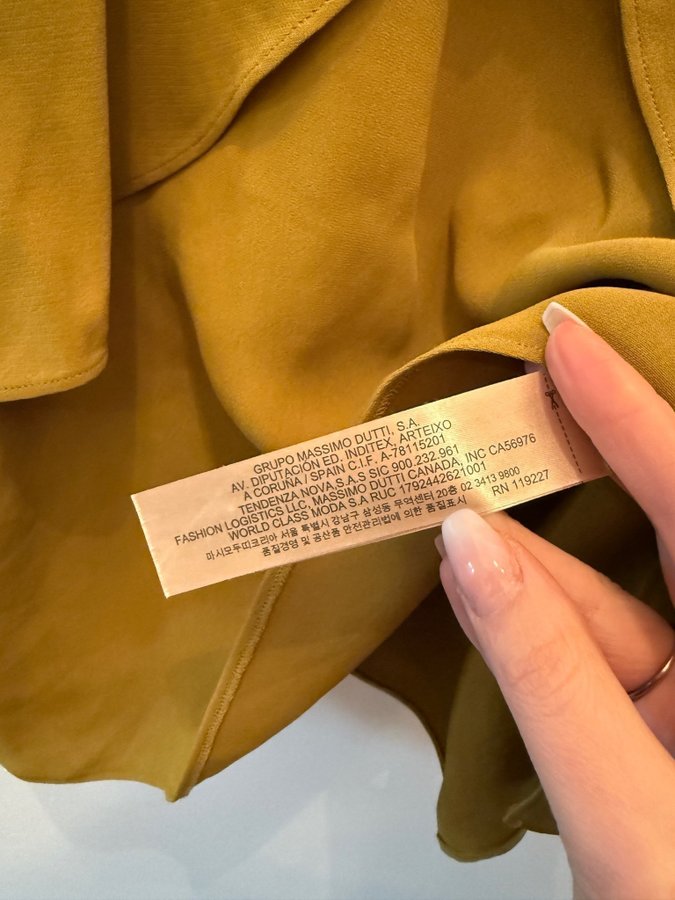 GRUPO MASSIMO DUTTI, S.A.
AV. DIPUTACIÓN ED. INDITEX, ARTEIXO
A CORUÑA / SPAIN C.I.F. A-78115201
TENDENZA NOVA,S.A.S SIC 900.232.961
FASHION LOGISTICS LLC, MASSIMO DUTTI CANADA, INC CA56976
WORLD CLASS MODA S.A RUC 1792442621001
RN 119227
마시모두띠코리아 서울 특별시 강남구 삼성동 무역센터 20층 02 3413 9800
품질경영 및 공산품 안전관리법에 의한 품질표시